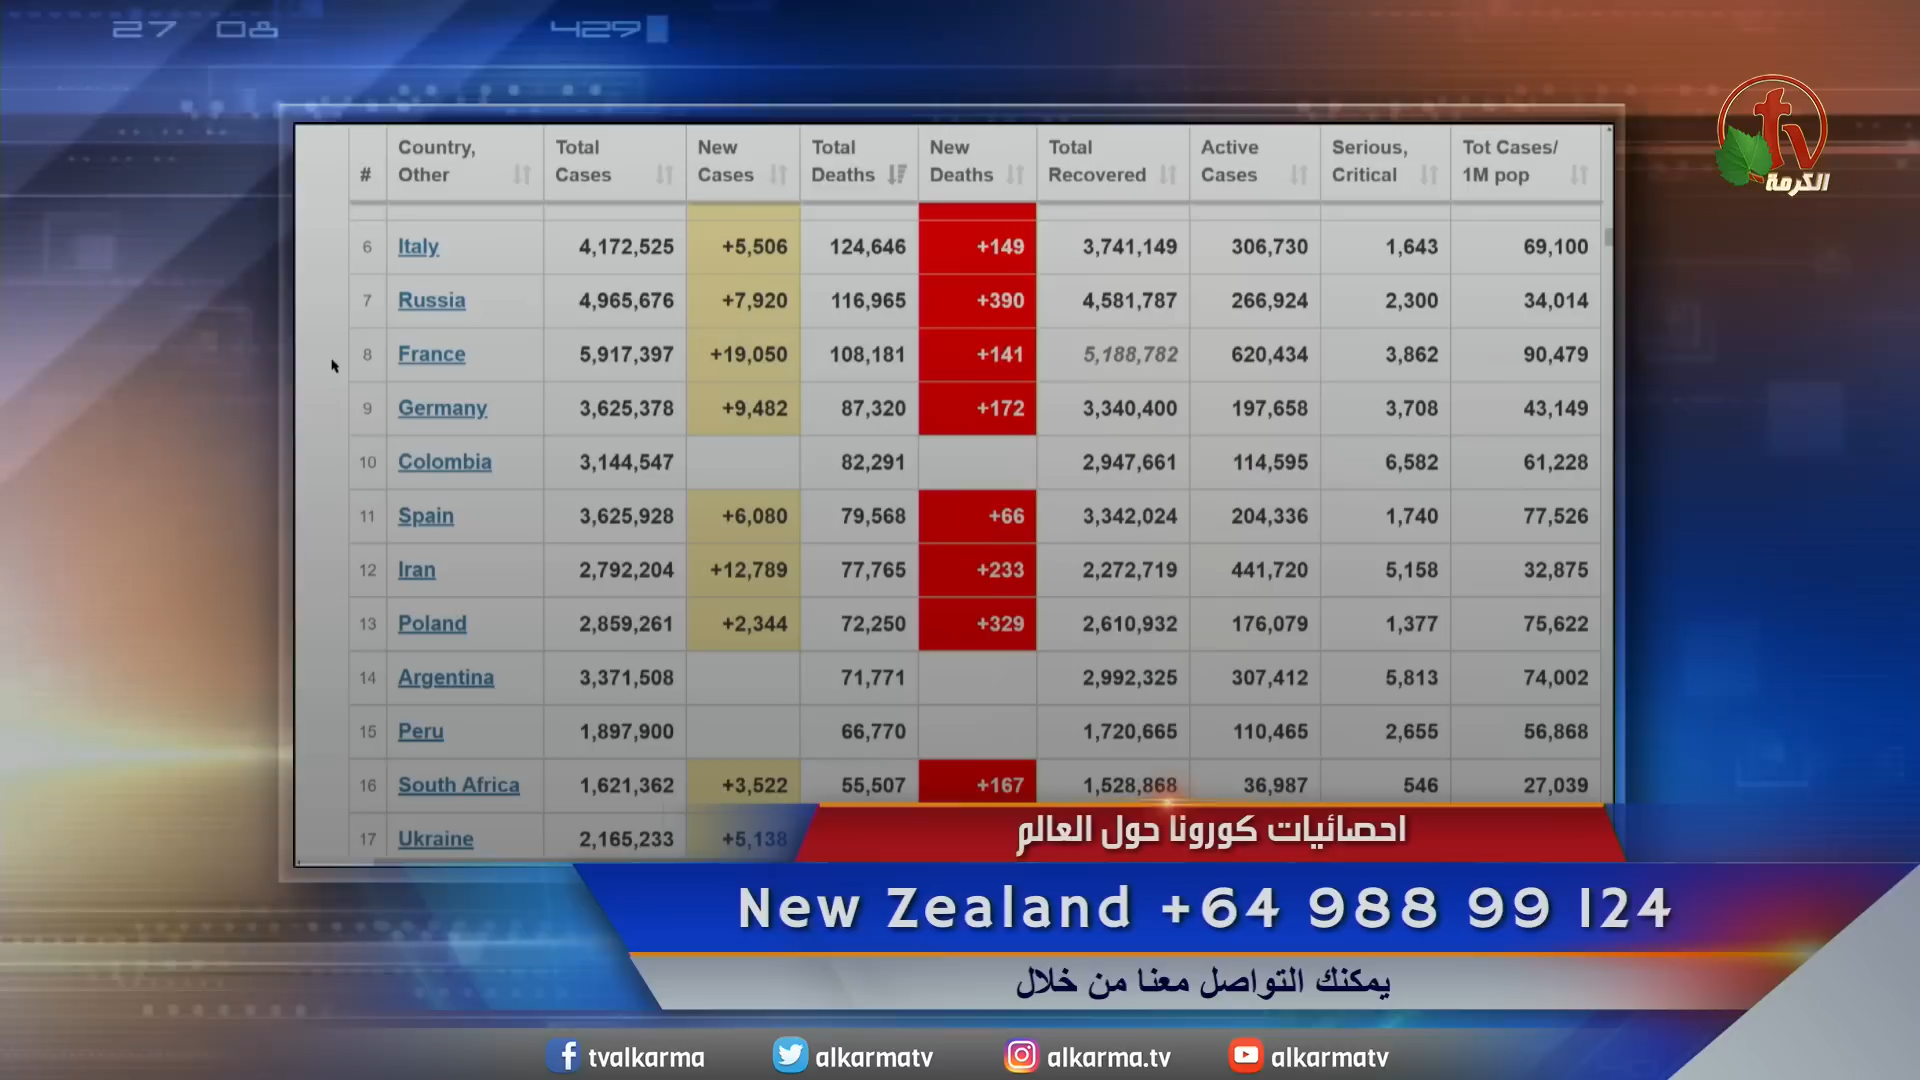 27 08
429
tv
الكرمة
# Country, Other Total Cases New Cases Total Deaths New Deaths Total Recovered Active Cases Serious, Critical Tot Cases/ 1M pop
6 Italy 4,172,525 +5,506 124,646 +149 3,741,149 306,730 1,643 69,100
7 Russia 4,965,676 +7,920 116,965 +390 4,581,787 266,924 2,300 34,014
8 France 5,917,397 +19,050 108,181 +141 5,188,782 620,434 3,862 90,479
9 Germany 3,625,378 +9,482 87,320 +172 3,340,400 197,658 3,708 43,149
10 Colombia 3,144,547 82,291 2,947,661 114,595 6,582 61,228
11 Spain 3,625,928 +6,080 79,568 +66 3,342,024 204,336 1,740 77,526
12 Iran 2,792,204 +12,789 77,765 +233 2,272,719 441,720 5,158 32,875
13 Poland 2,859,261 +2,344 72,250 +329 2,610,932 176,079 1,377 75,622
14 Argentina 3,371,508 71,771 2,992,325 307,412 5,813 74,002
15 Peru 1,897,900 66,770 1,720,665 110,465 2,655 56,868
16 South Africa 1,621,362 +3,522 55,507 +167 1,528,868 36,987 546 27,039
17 Ukraine 2,165,233 +5,138
احصائيات كورونا حول العالم
New Zealand +64 988 99 124
يمكنك التواصل معنا من خلال
tvalkarma alkarmatv alkarma.tv alkarmatv